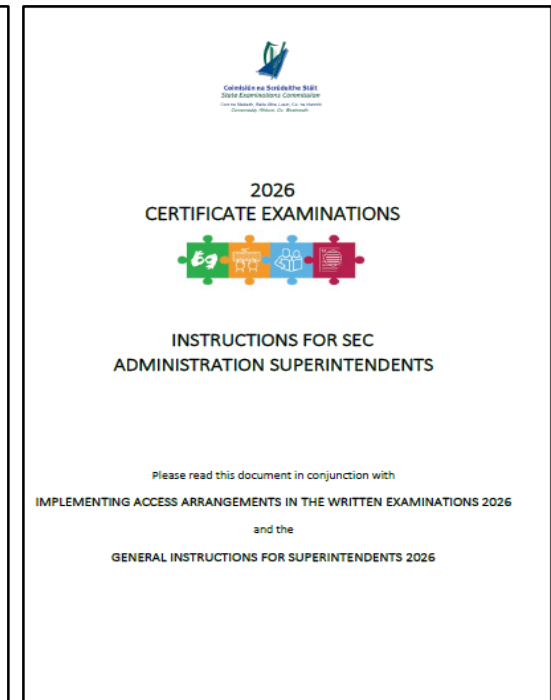 Coimisiún na Scrúduithe Stáit
State Examinations Commission
2026
CERTIFICATE EXAMINATIONS
INSTRUCTIONS FOR SEC
ADMINISTRATION SUPERINTENDENTS
Please read this document in conjunction with
IMPLEMENTING ACCESS ARRANGEMENTS IN THE WRITTEN EXAMINATIONS 2026
and the
GENERAL INSTRUCTIONS FOR SUPERINTENDENTS 2026